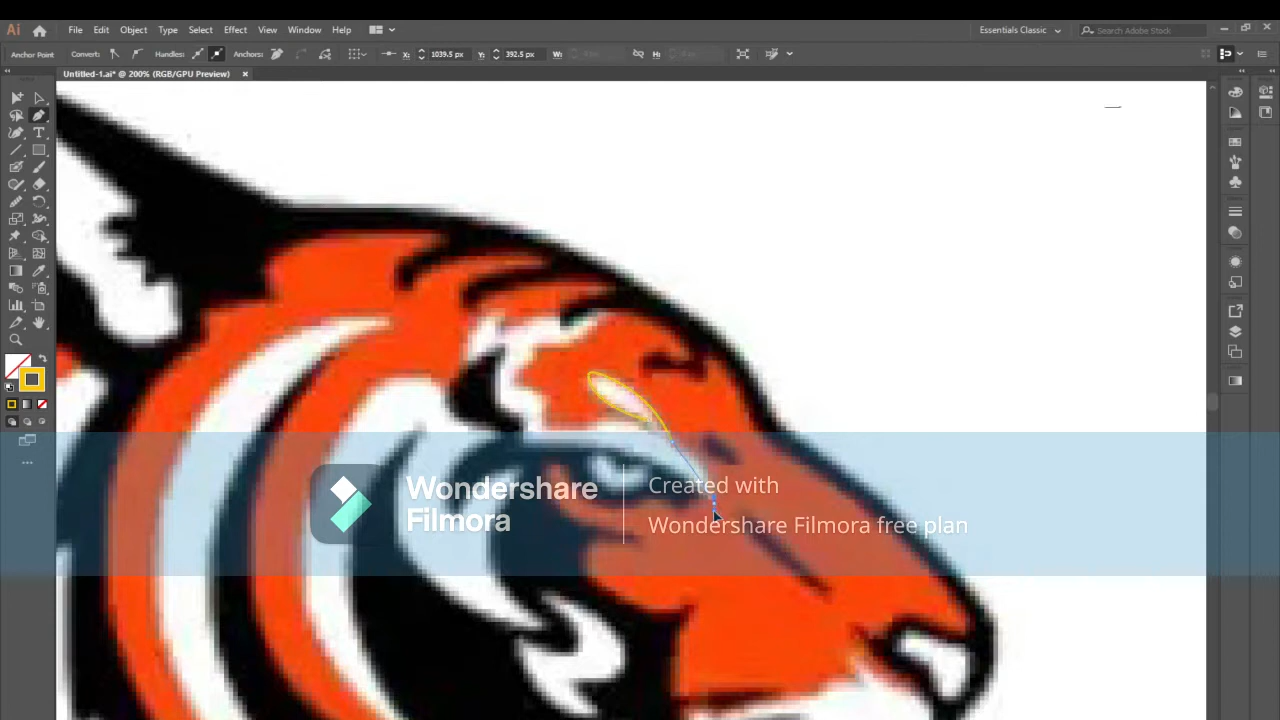 Ai File Edit Object Type Select Effect View Window Help Essentials Classic Search Adobe Stock
Anchor Point Convert: Handles: Anchors: X: 1039.5 px Y: 392.5 px W: H:
Untitled-1.ai* @ 200% (RGB/GPU Preview) ×
Wondershare
Filmora
Created with
Wondershare Filmora free plan